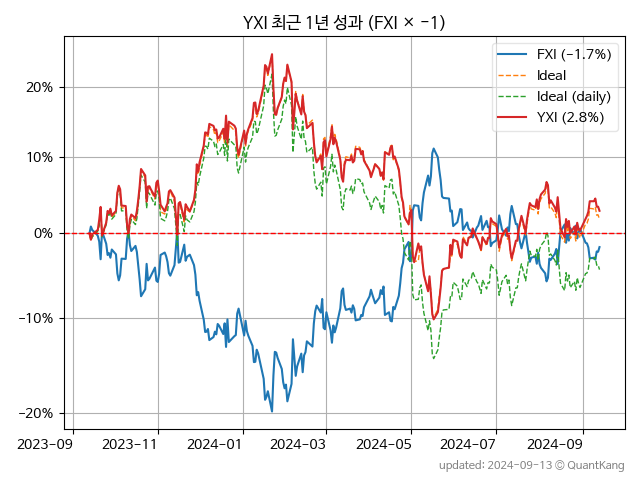 YXI 최근 1년 성과 (FXI × -1)
FXI (-1.7%)
Ideal
Ideal (daily)
YXI (2.8%)
20%
10%
0%
-10%
-20%
2023-09 2023-11 2024-01 2024-03 2024-05 2024-07 2024-09
updated: 2024-09-13 © QuantKang